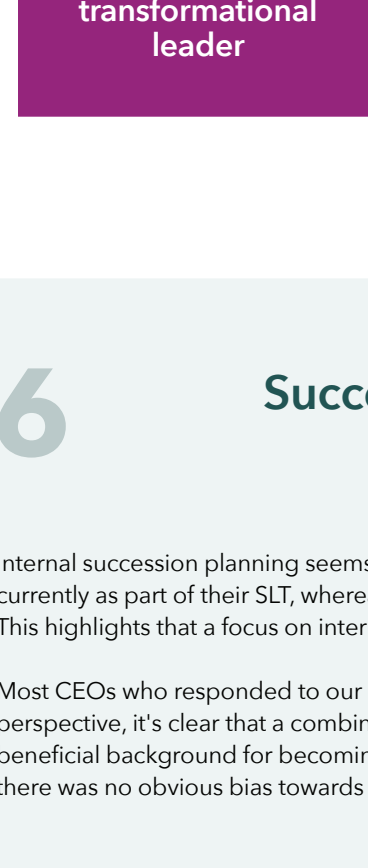 transformational
leader
6
Succe
Internal succession planning seems
currently as part of their SLT, where
This highlights that a focus on inter
Most CEOs who responded to our
perspective, it's clear that a combin
beneficial background for becomin
there was no obvious bias towards